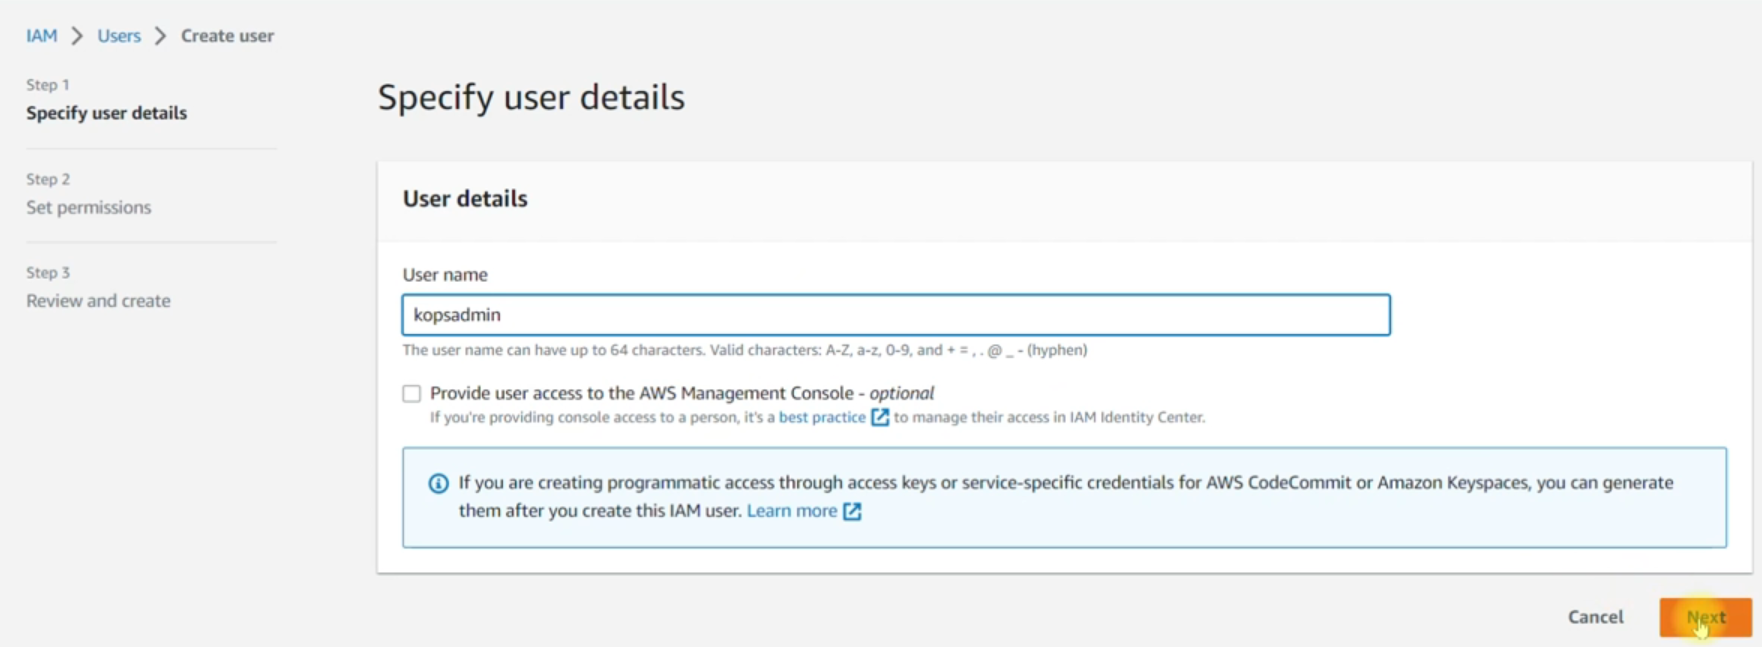 IAM > Users > Create user
Step 1
Specify user details
Step 2
Set permissions
Step 3
Review and create
Specify user details
User details
User name
kopsadmin
The user name can have up to 64 characters. Valid characters: A-Z, a-z, 0-9, and + = , . @ _ - (hyphen)
Provide user access to the AWS Management Console - optional
If you're providing console access to a person, it's a best practice to manage their access in IAM Identity Center.
If you are creating programmatic access through access keys or service-specific credentials for AWS CodeCommit or Amazon Keyspaces, you can generate
them after you create this IAM user. Learn more
Cancel
Next